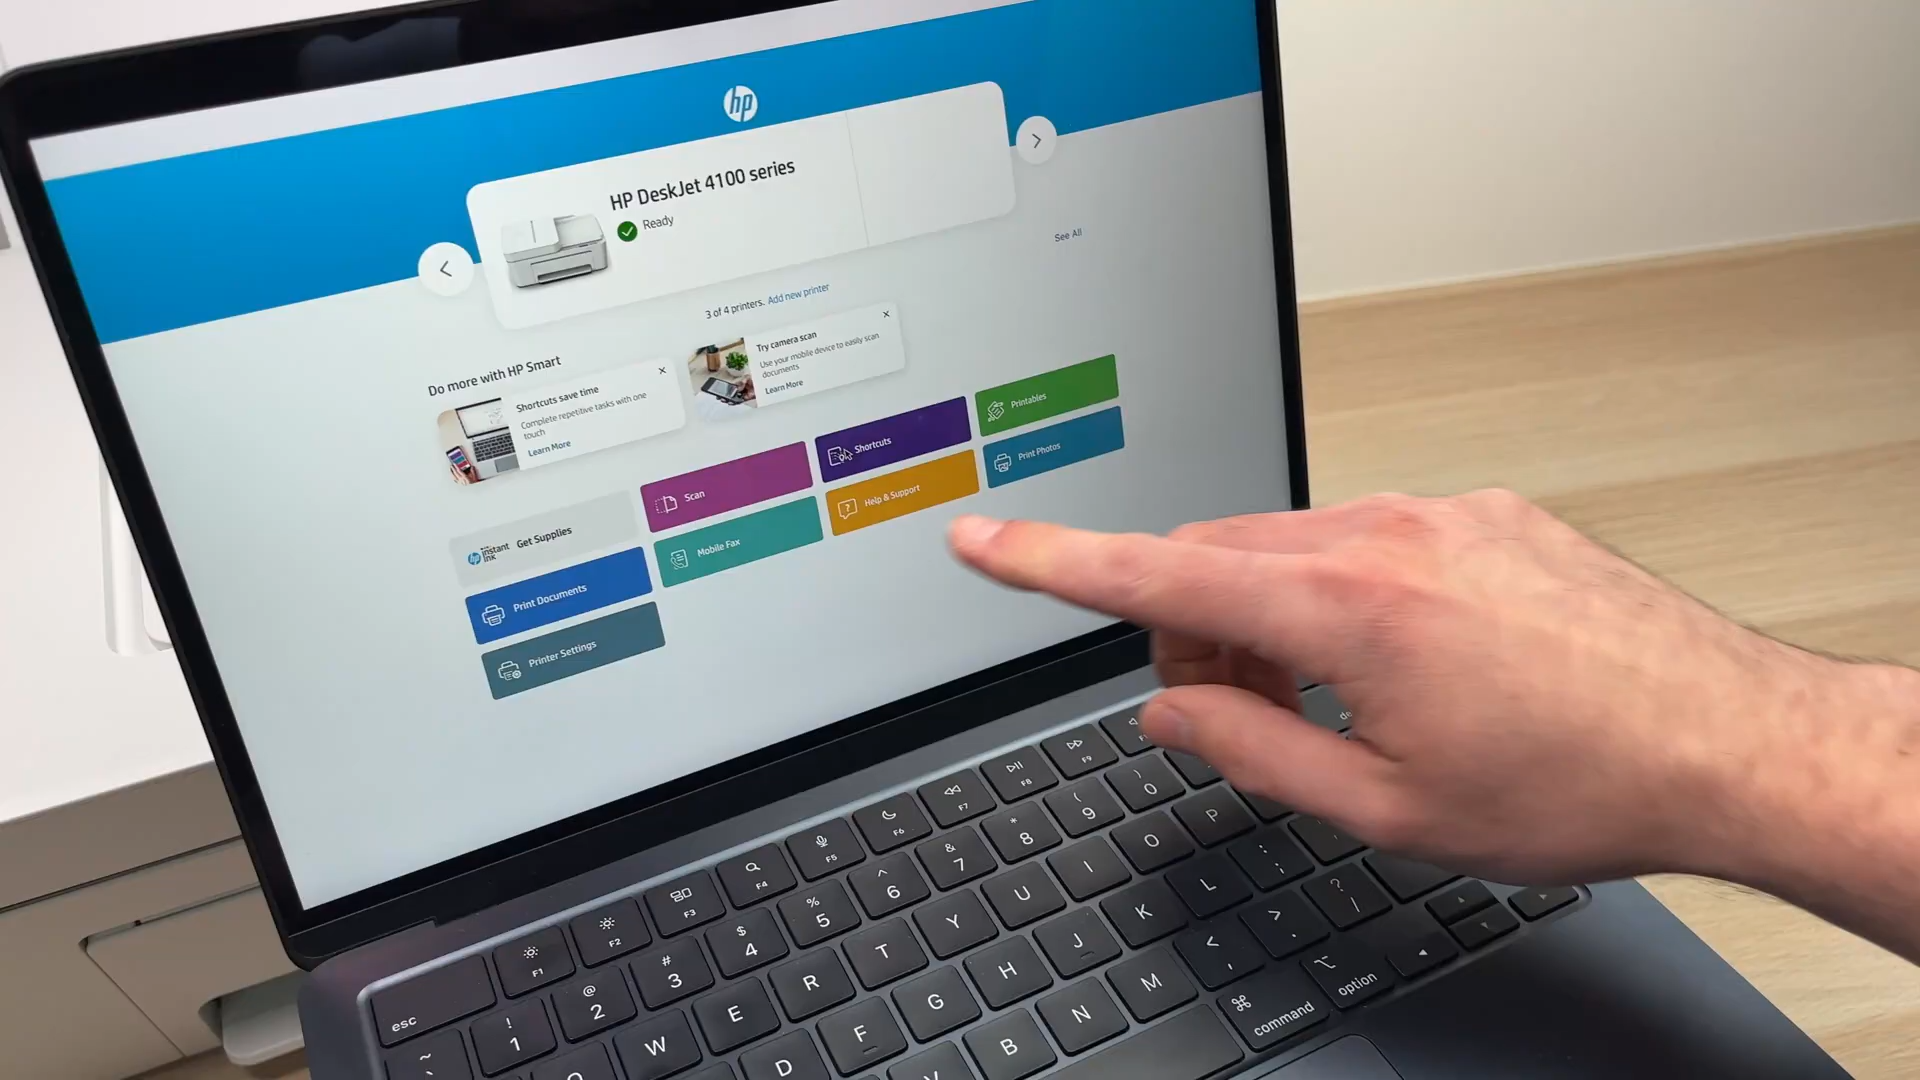 hp
HP DeskJet 4100 series
Ready
See All
3 of 4 printers. Add new printer
Do more with HP Smart
Shortcuts save time
Complete repetitive tasks with one
touch
Learn More
Try camera scan
Use your mobile device to easily scan
documents
Learn More
hp instant
ink
Get Supplies
Scan
Shortcuts
Printables
Print Documents
Mobile Fax
Help & Support
Print Photos
Printer Settings
esc
F1
F2
F3
F4
F5
F6
F7
F8
F9
de
~
! 1
@ 2
# 3
$ 4
% 5
^ 6
& 7
* 8
( 9
) 0
W
E
R
T
Y
U
I
O
P
D
F
G
H
J
K
L
: ;
B
N
M
< ,
> .
? /
⌘
command
⌥
option